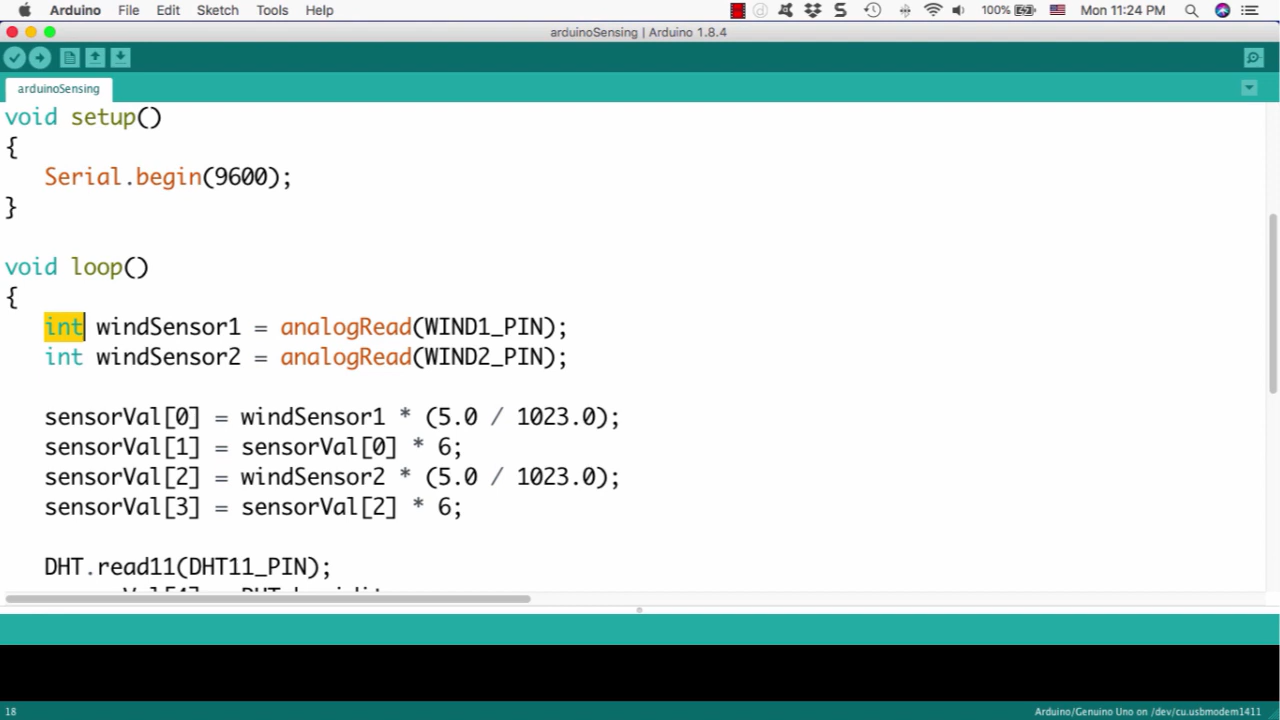 Arduino File Edit Sketch Tools Help 100% Mon 11:24 PM
arduinoSensing | Arduino 1.8.4
arduinoSensing
void setup()
{
Serial.begin(9600);
}
void loop()
{
int windSensor1 = analogRead(WIND1_PIN);
int windSensor2 = analogRead(WIND2_PIN);
sensorVal[0] = windSensor1 * (5.0 / 1023.0);
sensorVal[1] = sensorVal[0] * 6;
sensorVal[2] = windSensor2 * (5.0 / 1023.0);
sensorVal[3] = sensorVal[2] * 6;
DHT.read11(DHT11_PIN);
18 Arduino/Genuino Uno on /dev/cu.usbmodem1411